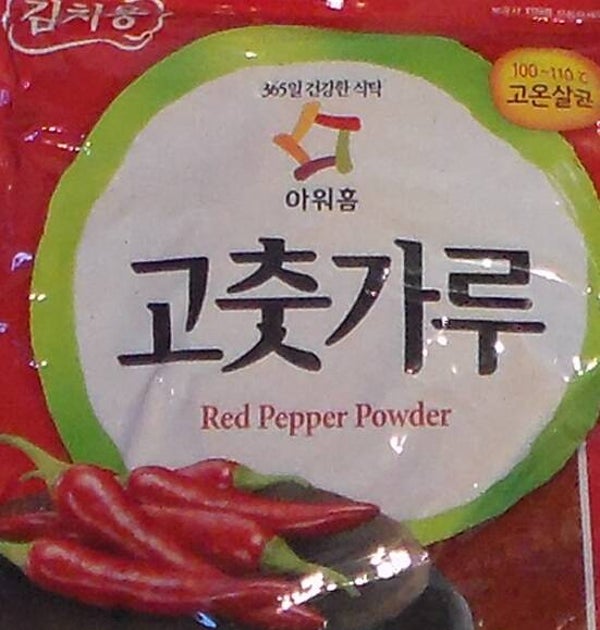 김치용
100~110℃
고온살균
365일 건강한 식탁
아워홈
고춧가루
Red Pepper Powder